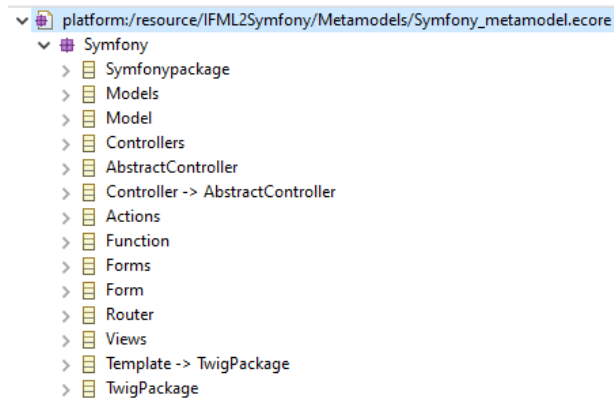 platform:/resource/IFML2Symfony/Metamodels/Symfony_metamodel.ecore
Symfony
Symfonypackage
Models
Model
Controllers
AbstractController
Controller -> AbstractController
Actions
Function
Forms
Form
Router
Views
Template -> TwigPackage
TwigPackage